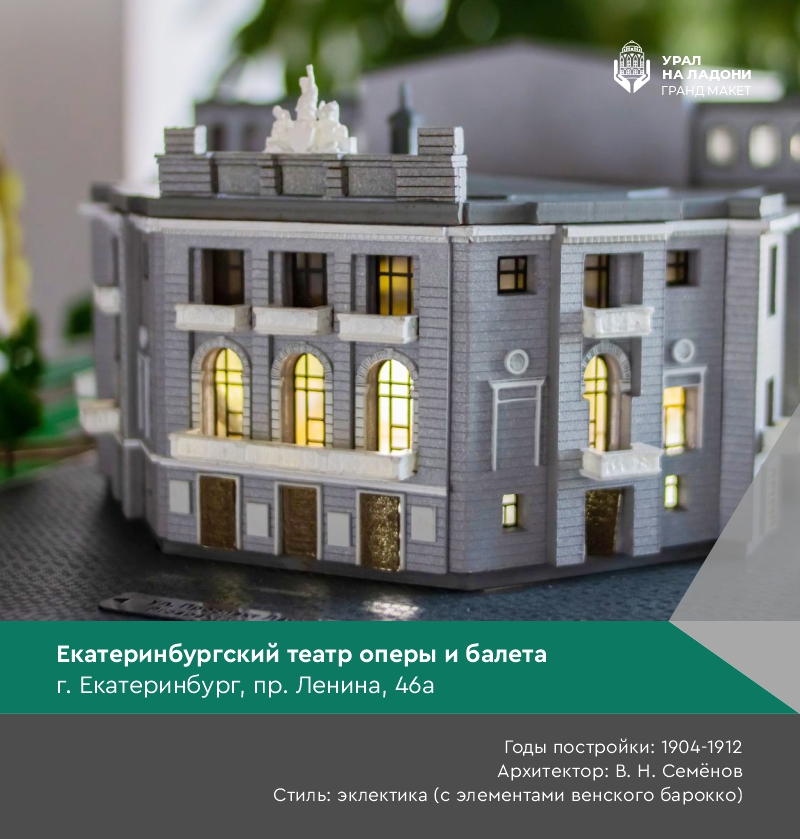 УРАЛ
НА ЛАДОНИ
ГРАНД МАКЕТ
Екатеринбургский театр оперы и балета
г. Екатеринбург, пр. Ленина, 46а
Годы постройки: 1904-1912
Архитектор: В. Н. Семёнов
Стиль: эклектика (с элементами венского барокко)